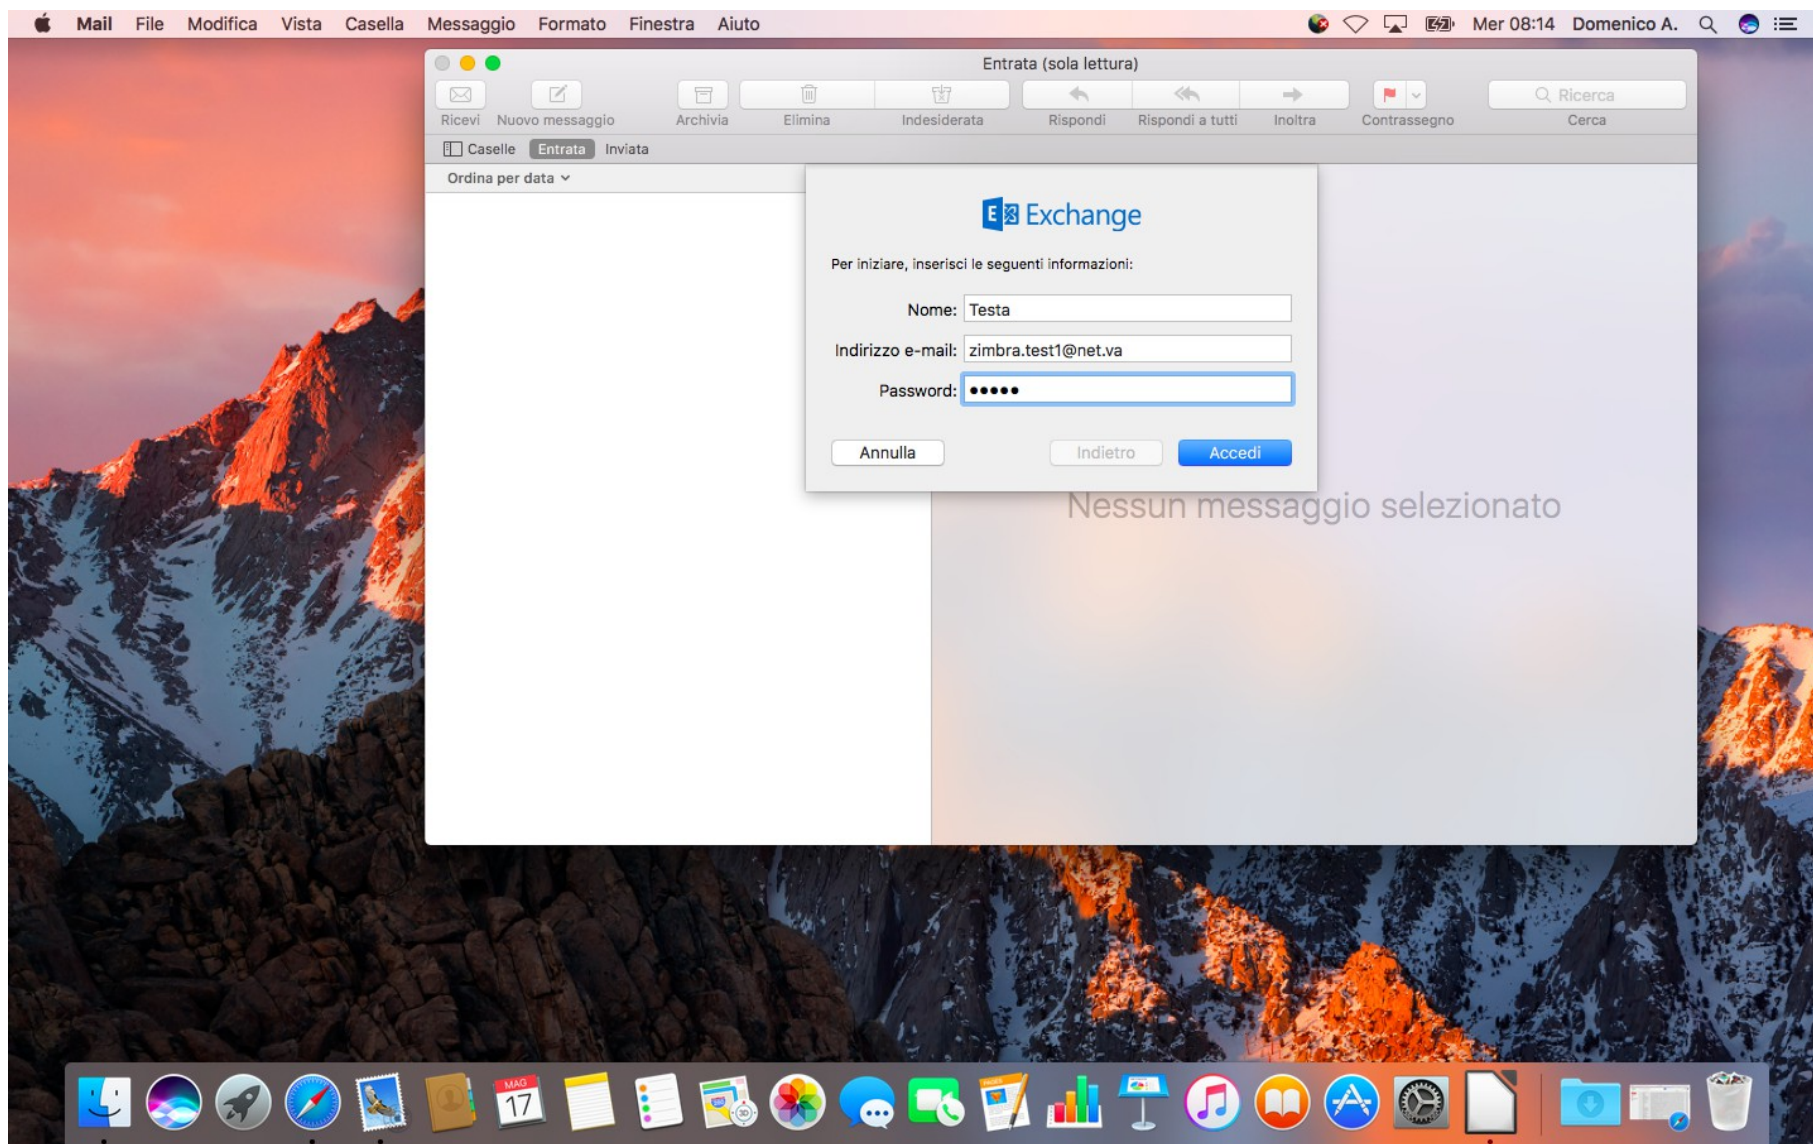 Mail File Modifica Vista Casella Messaggio Formato Finestra Aiuto Mer 08:14 Domenico A.
Entrata (sola lettura)
Ricerca
Ricevi Nuovo messaggio Archivia Elimina Indesiderata Rispondi Rispondi a tutti Inoltra Contrassegno Cerca
Caselle Entrata Inviata
Ordina per data
E Exchange
Per iniziare, inserisci le seguenti informazioni:
Nome: Testa
Indirizzo e-mail: zimbra.test1@net.va
Password: •••••
Annulla Indietro Accedi
Nessun messaggio selezionato
MAG
17
PAGES
3D